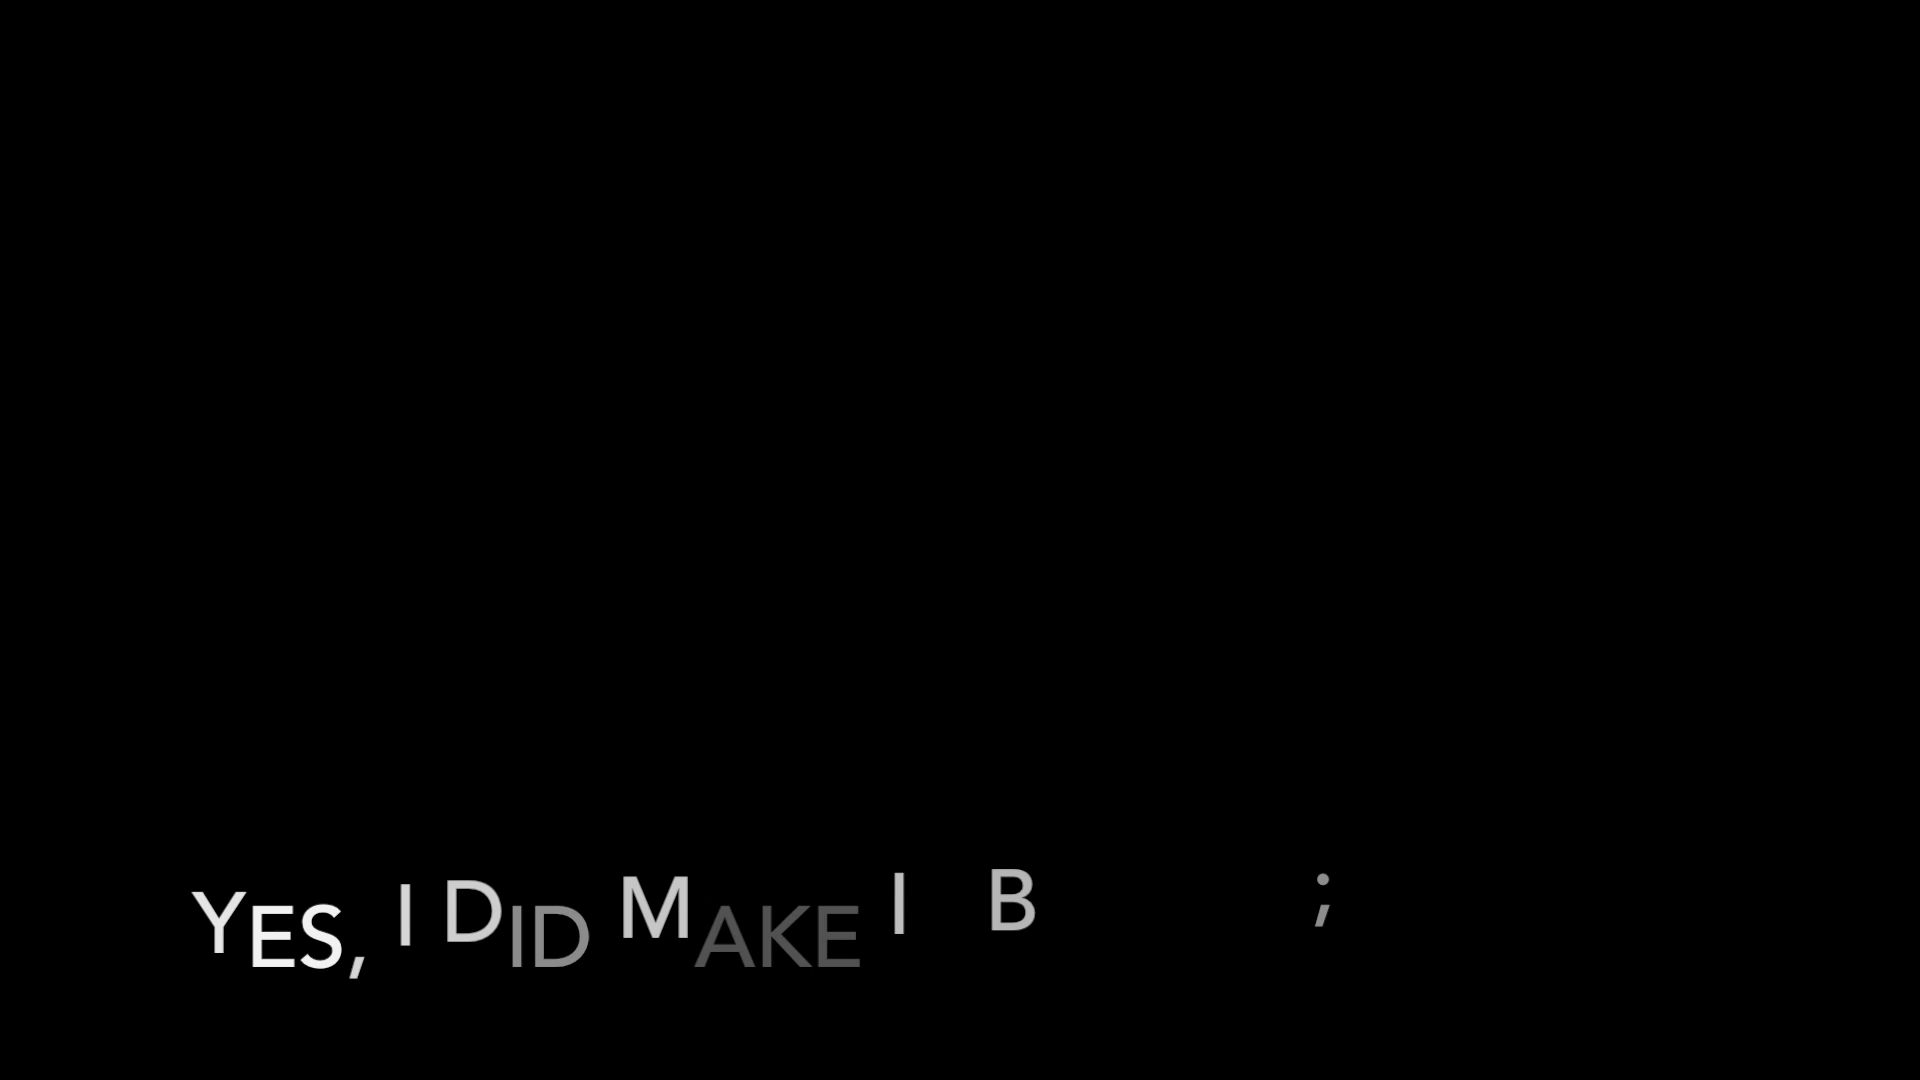 YES, I DID MAKE I B ;